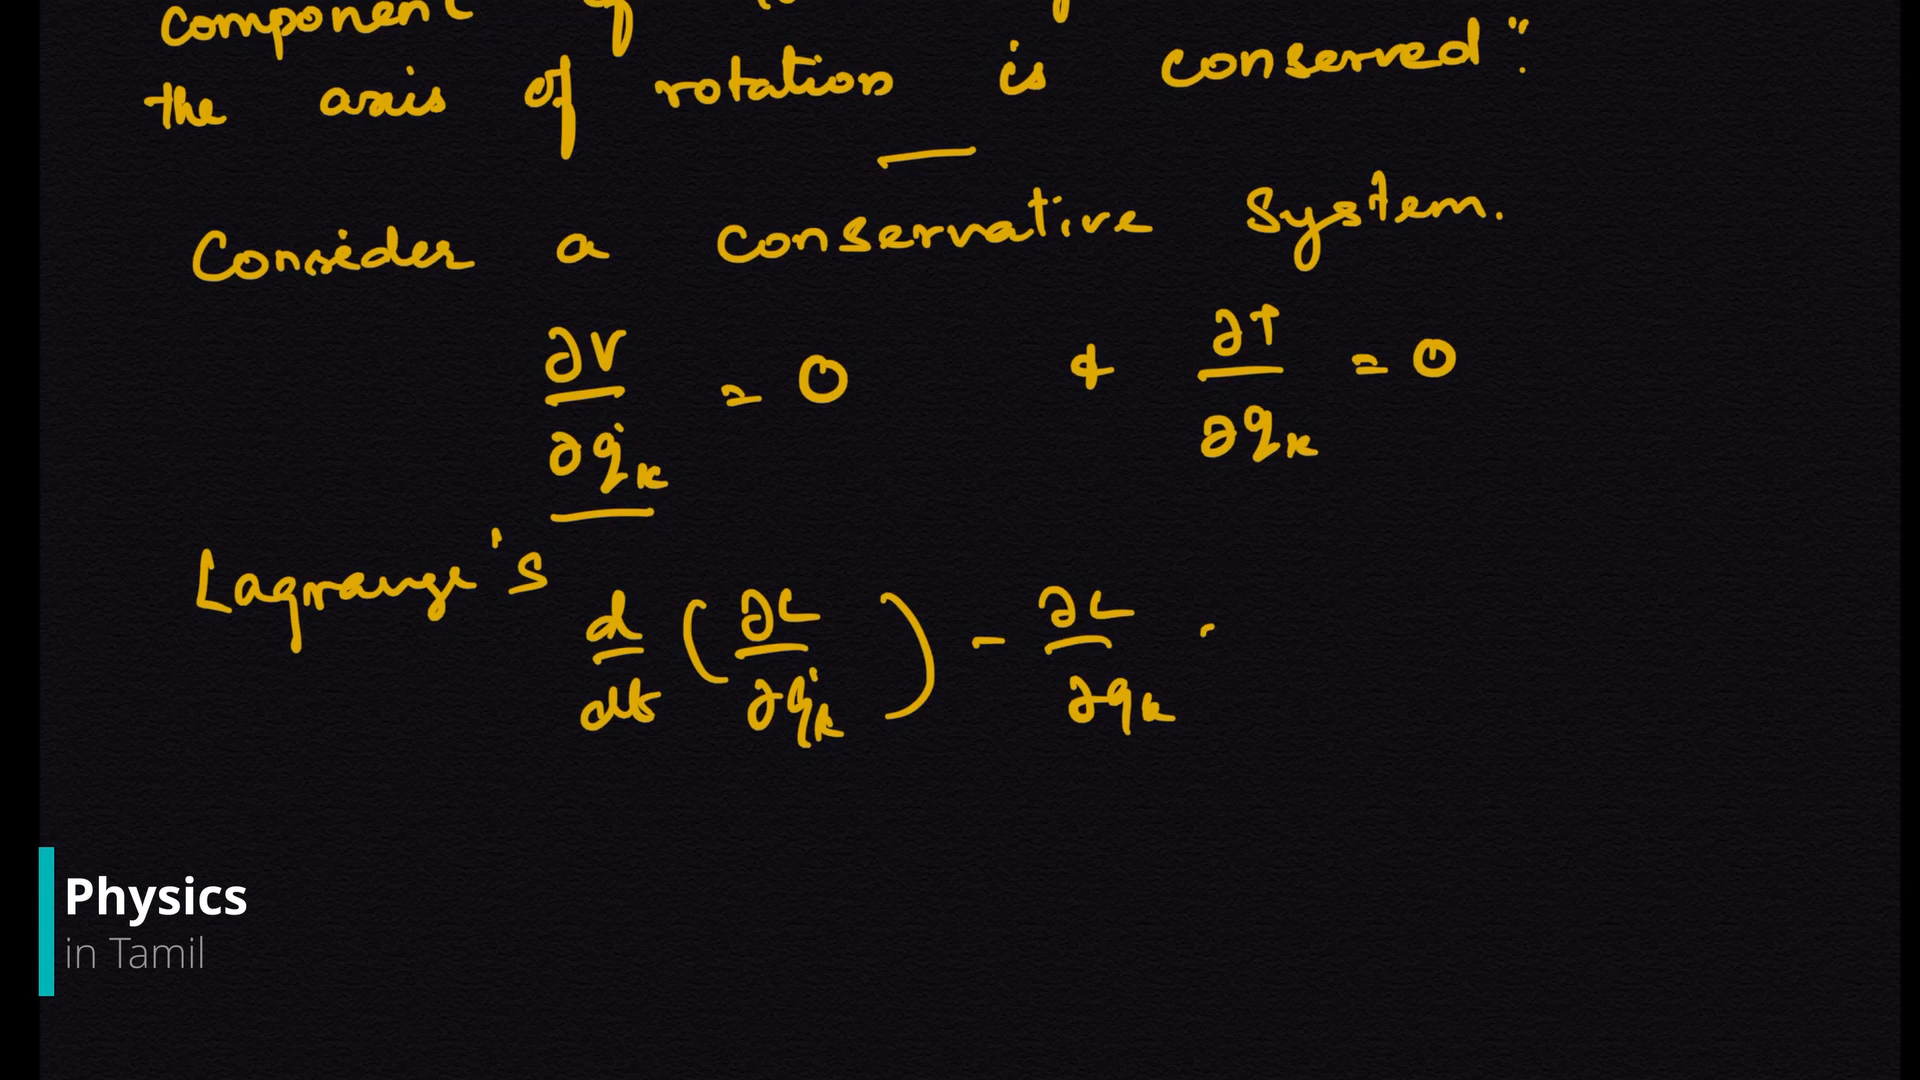 component of
the axis of rotation is conserved".
Consider a conservative System.
∂V/∂q̇ₖ = 0 & ∂T/∂qₖ = 0
Lagrange's
d/dt (∂L/∂q̇ₖ) - ∂L/∂qₖ
Physics
in Tamil